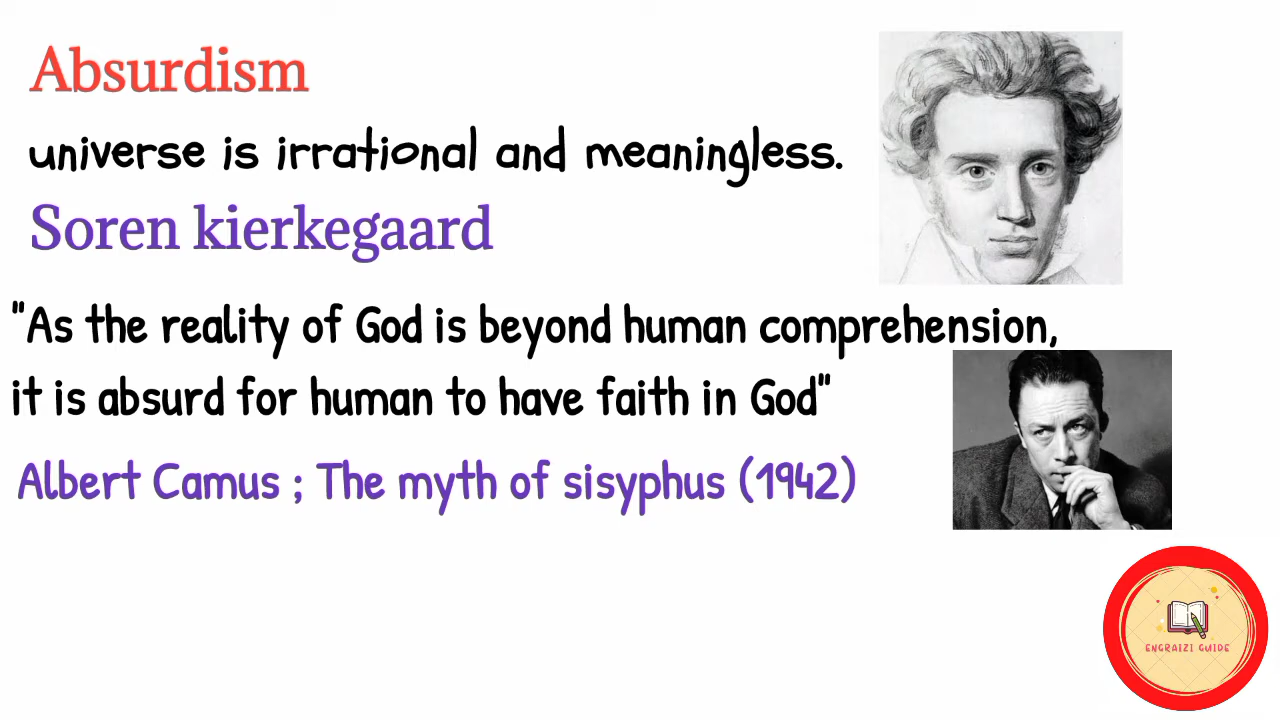 Absurdism
universe is irrational and meaningless.
Soren kierkegaard
"As the reality of God is beyond human comprehension,
it is absurd for human to have faith in God"
Albert Camus ; The myth of sisyphus (1942)
ENGRAIZI GUIDE